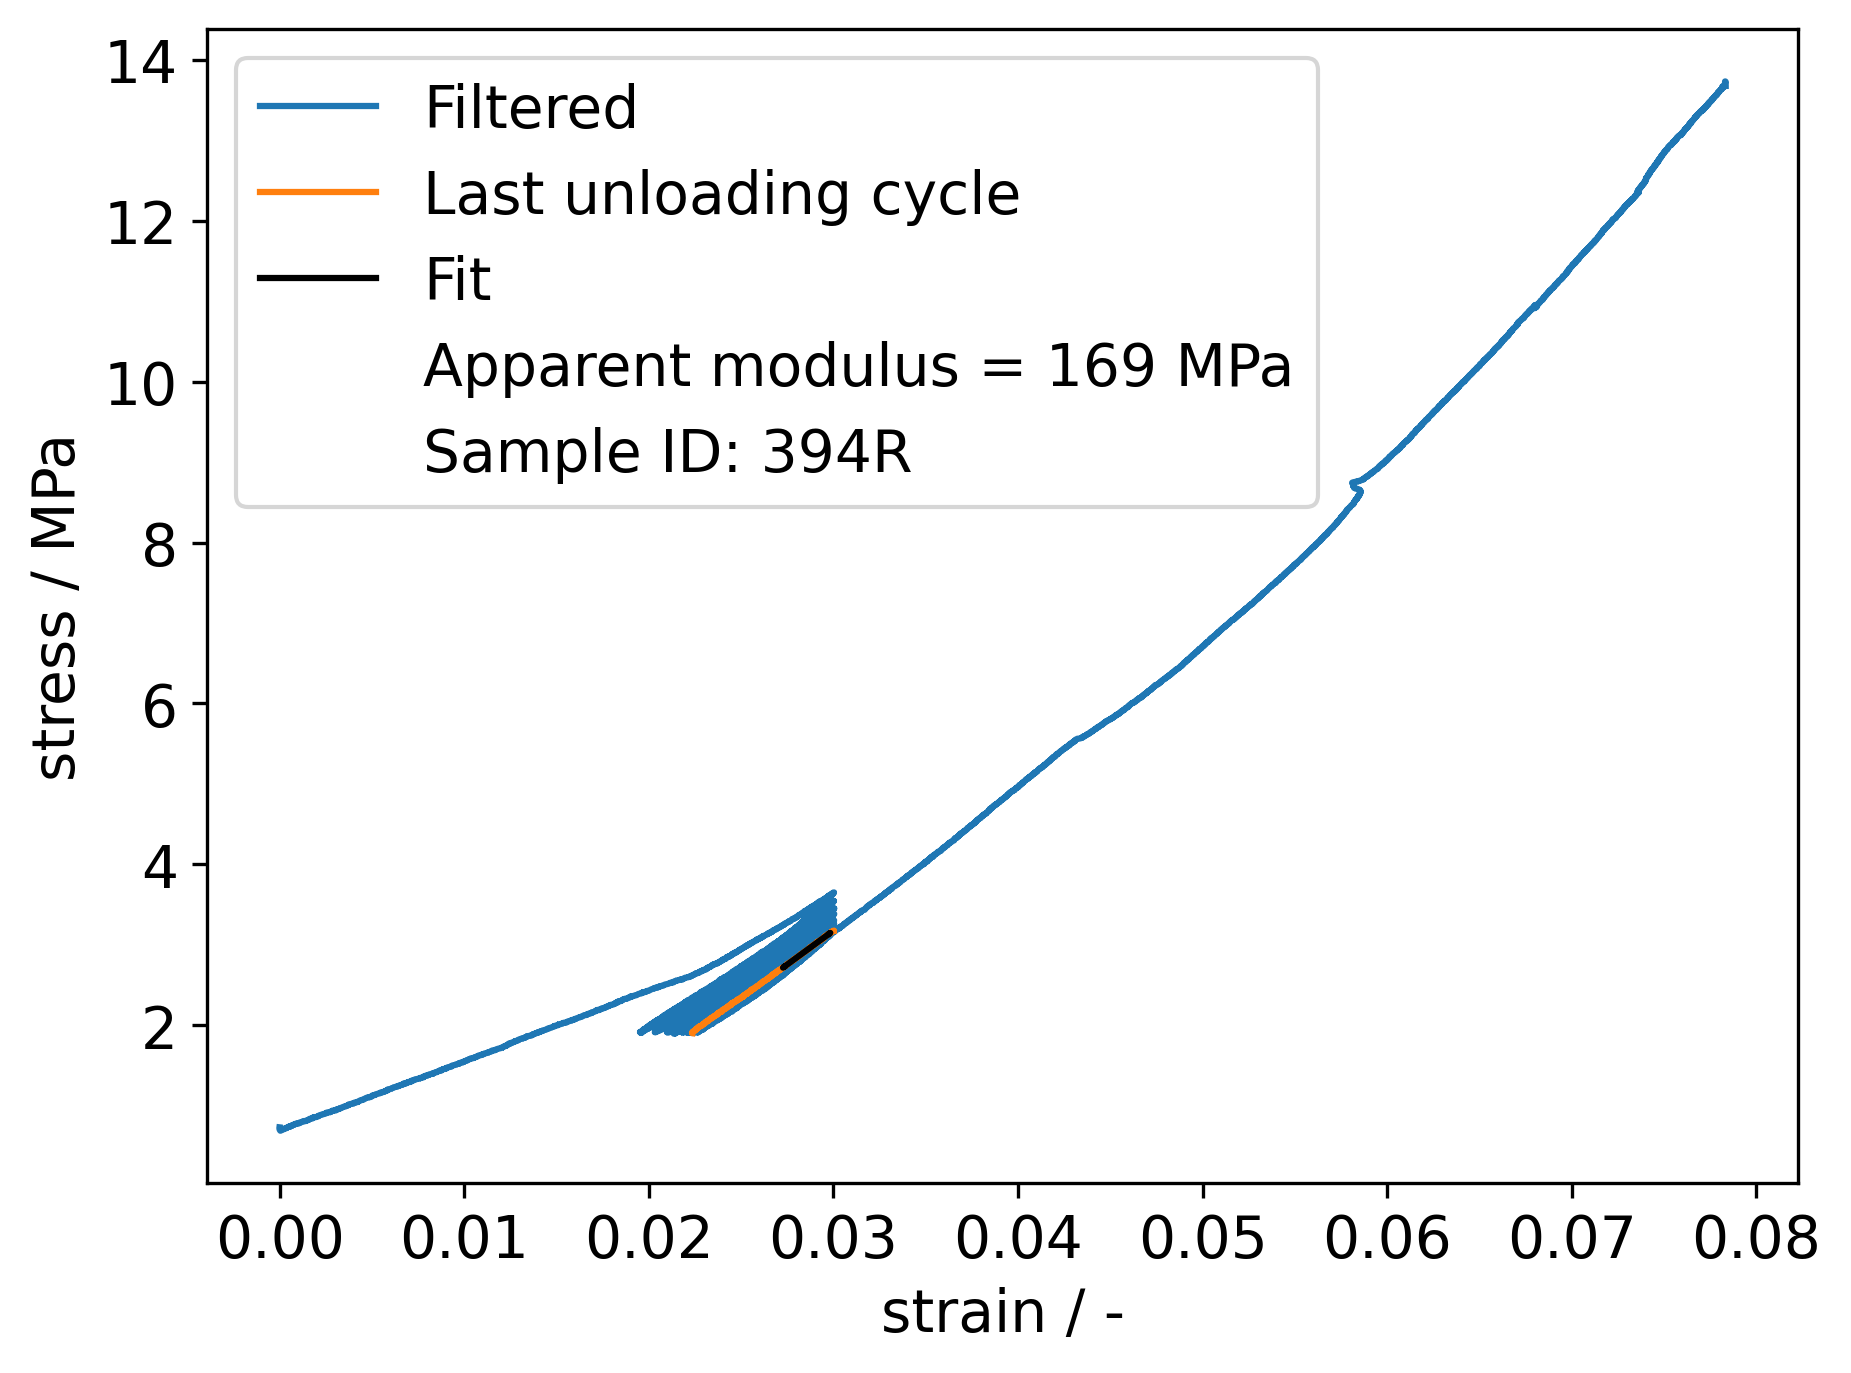 Filtered
Last unloading cycle
Fit
Apparent modulus = 169 MPa
Sample ID: 394R
14
12
10
8
6
4
2
stress / MPa
0.00 0.01 0.02 0.03 0.04 0.05 0.06 0.07 0.08
strain / -